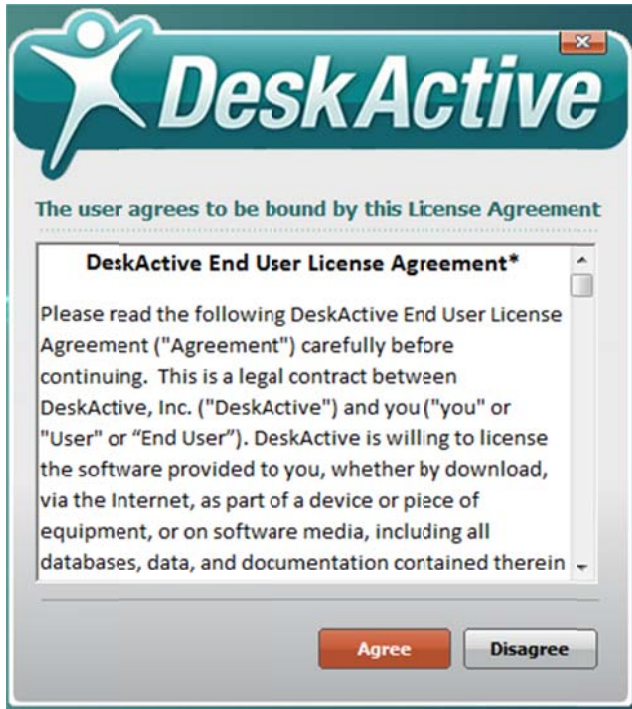 DeskActive
The user agrees to be bound by this License Agreement
DeskActive End User License Agreement*
Please read the following DeskActive End User License
Agreement ("Agreement") carefully before
continuing.  This is a legal contract between
DeskActive, Inc. ("DeskActive") and you ("you" or
"User" or “End User”). DeskActive is willing to license
the software provided to you, whether by download,
via the Internet, as part of a device or piece of
equipment, or on software media, including all
databases, data, and documentation contained therein
Agree
Disagree